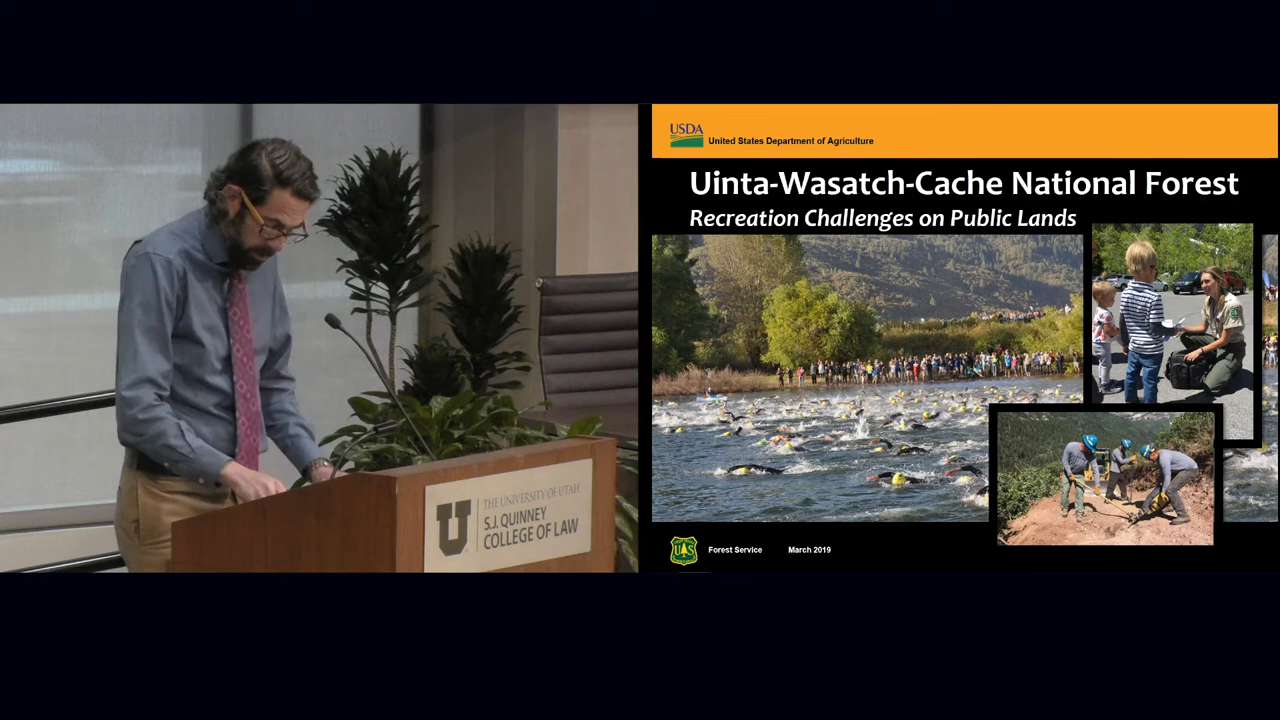 U
THE UNIVERSITY OF UTAH
S.J. QUINNEY
COLLEGE OF LAW
USDA
United States Department of Agriculture
Uinta-Wasatch-Cache National Forest
Recreation Challenges on Public Lands
U S
Forest Service
March 2019